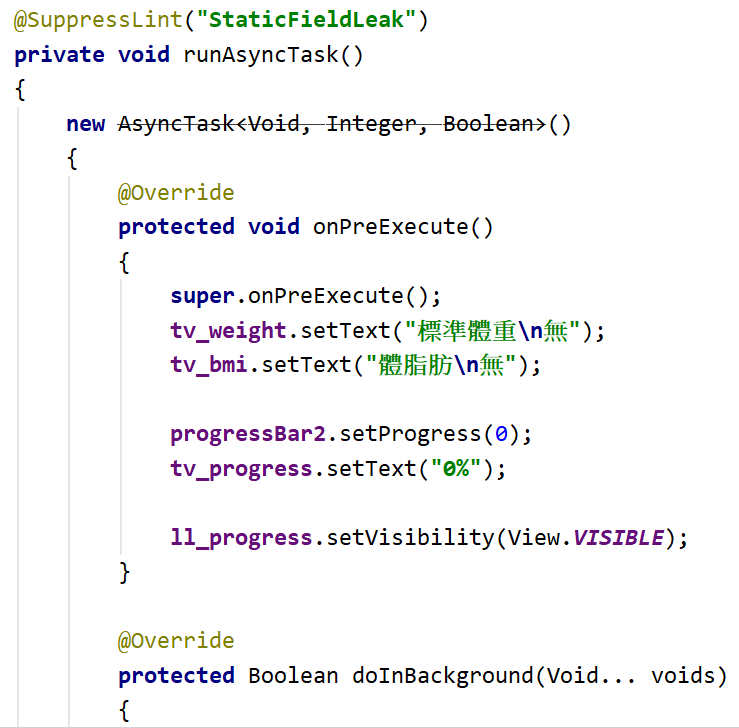 @SuppressLint("StaticFieldLeak")
private void runAsyncTask()
{
new AsyncTask<Void, Integer, Boolean>()
{
@Override
protected void onPreExecute()
{
super.onPreExecute();
tv_weight.setText("標準體重\n無");
tv_bmi.setText("體脂肪\n無");
progressBar2.setProgress(0);
tv_progress.setText("0%");
ll_progress.setVisibility(View.VISIBLE);
}
@Override
protected Boolean doInBackground(Void... voids)
{